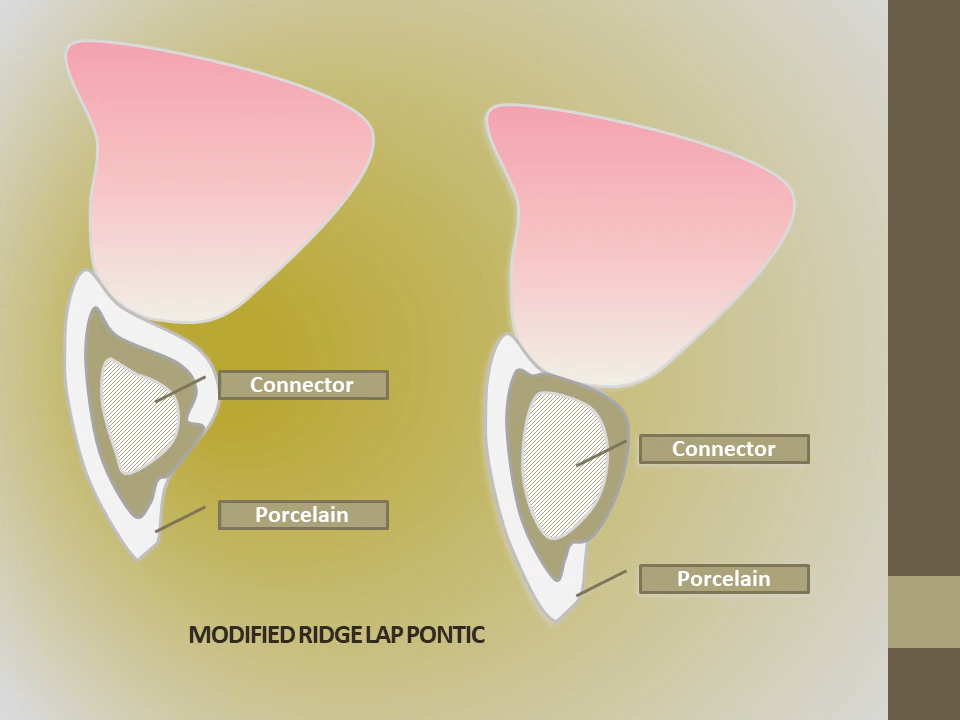 Connector
Porcelain
Connector
Porcelain
MODIFIED RIDGE LAP PONTIC